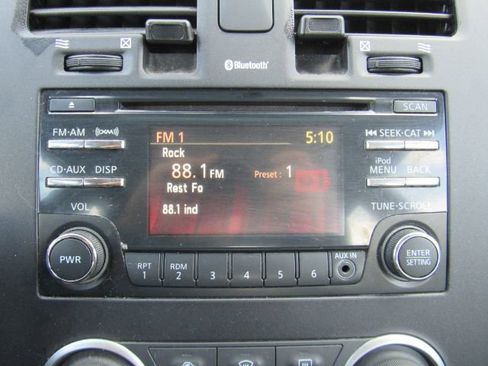 Bluetooth
SCAN
FM·AM
(XM)
CD·AUX
DISP
VOL
PWR
FM 1
5:10
Rock
88.1 FM
Preset : 1
Rest Fo
88.1 ind
SEEK·CAT
iPod
MENU
BACK
TUNE·SCROLL
ENTER
SETTING
RPT
1
RDM
2
3
4
5
6
AUX IN